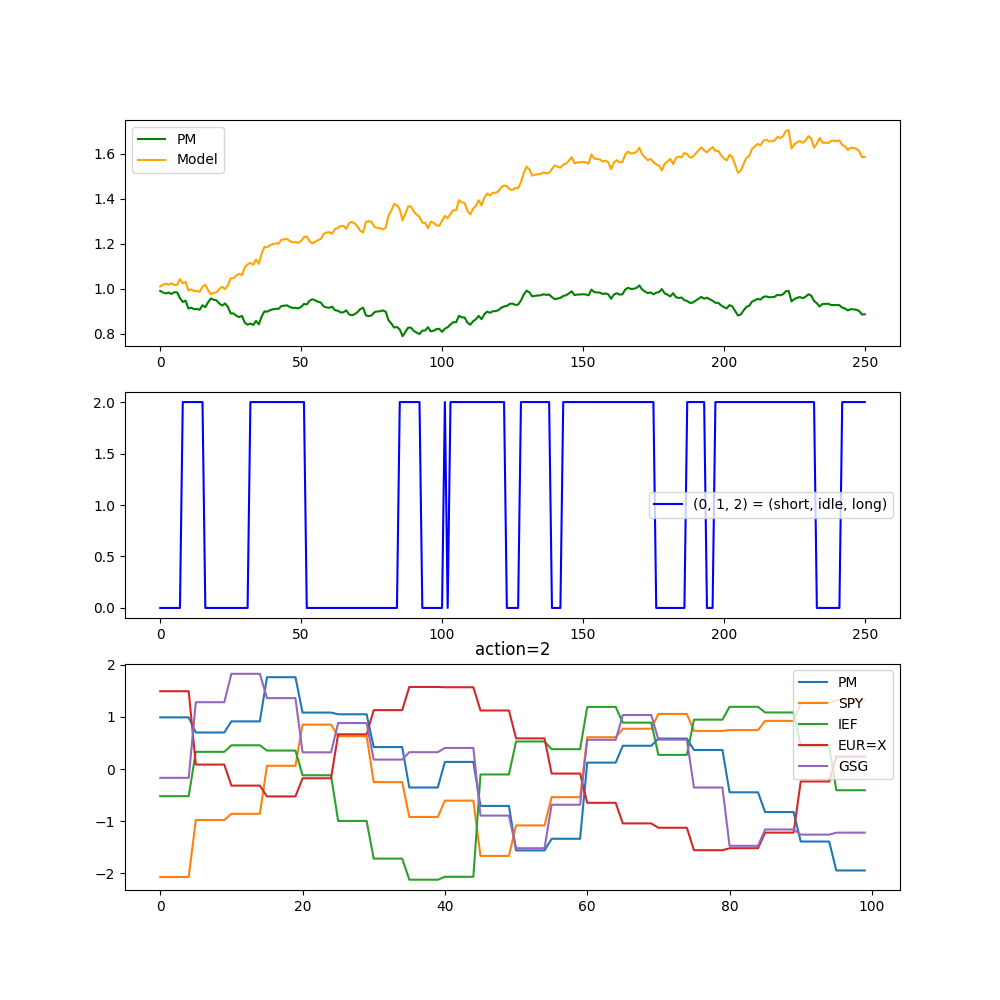 PM
Model
1.6
1.4
1.2
1.0
0.8
0 50 100 150 200 250
2.0
1.5
1.0
0.5
0.0
(0, 1, 2) = (short, idle, long)
0 50 100 150 200 250
action=2
2
1
0
−1
−2
PM
SPY
IEF
EUR=X
GSG
0 20 40 60 80 100